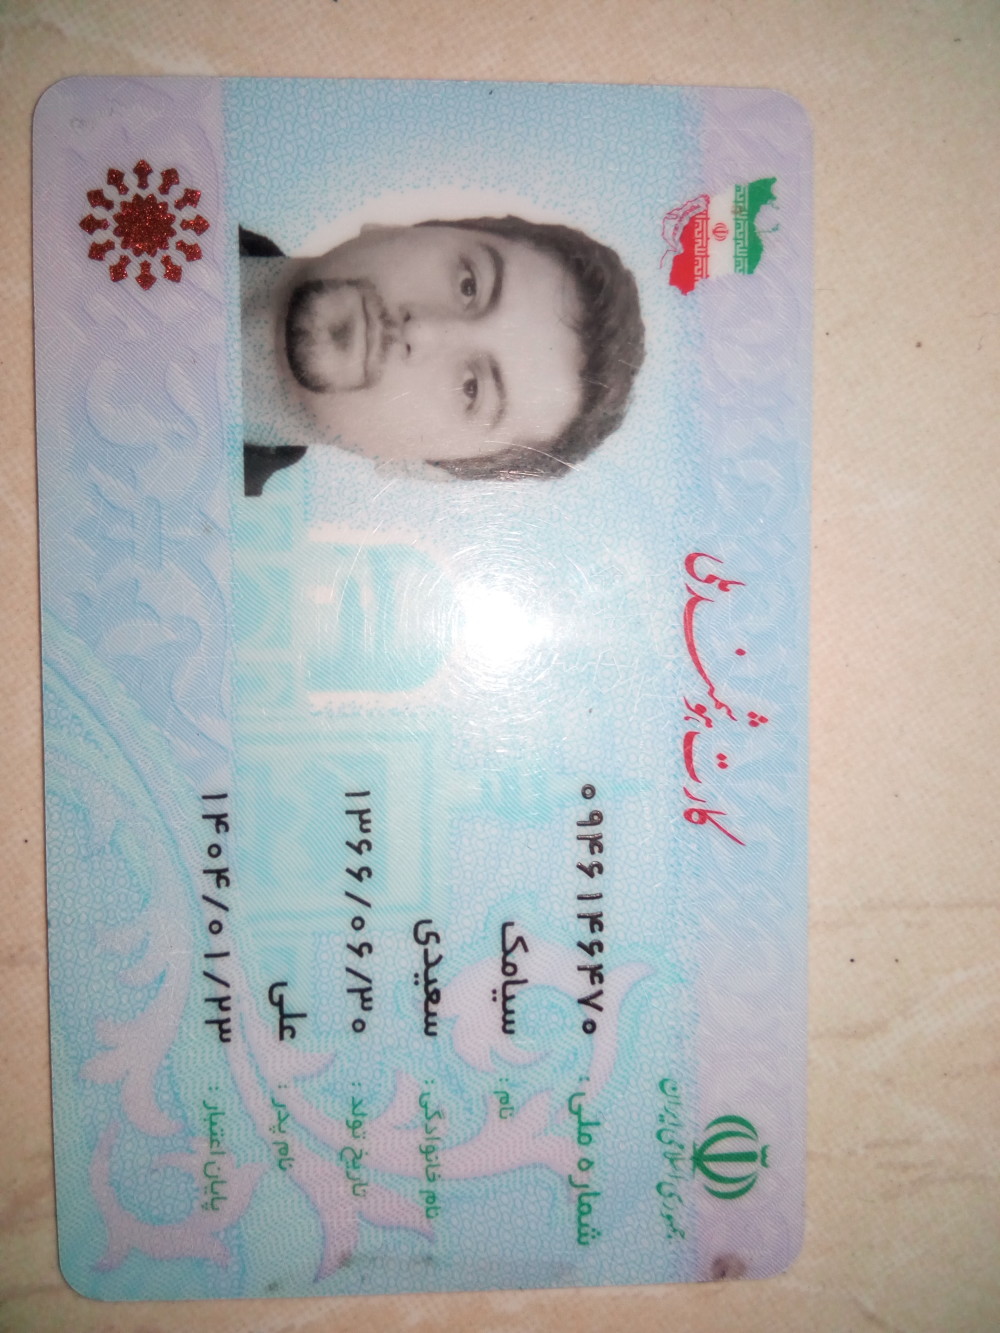 جمهوری اسلامی ایران
کارت هوشمند ملی
شماره ملی: ۰۹۴۶۱۴۶۴۷۰
نام: سیامک
نام خانوادگی: سعیدی
تاریخ تولد: ۱۳۶۶/۰۶/۳۰
نام پدر: علی
پایان اعتبار: ۱۴۰۴/۰۱/۲۳